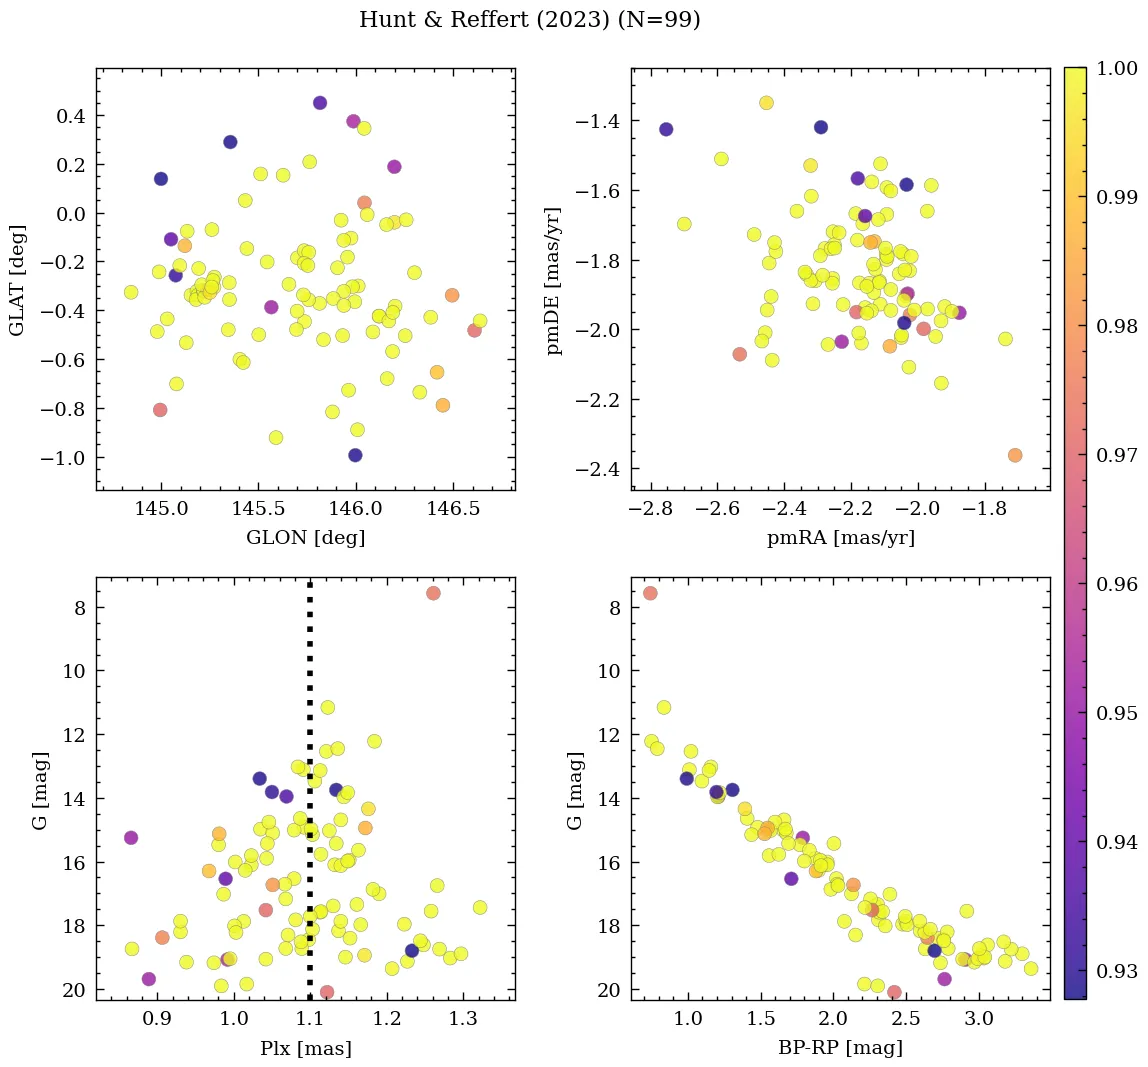 Hunt & Reffert (2023) (N=99)
0.4
0.2
0.0
−0.2
−0.4
−0.6
−0.8
−1.0
GLAT [deg]
145.0 145.5 146.0 146.5
GLON [deg]
−1.4
−1.6
−1.8
−2.0
−2.2
−2.4
pmDE [mas/yr]
−2.8 −2.6 −2.4 −2.2 −2.0 −1.8
pmRA [mas/yr]
8
10
12
14
16
18
20
G [mag]
0.9 1.0 1.1 1.2 1.3
Plx [mas]
8
10
12
14
16
18
20
G [mag]
1.0 1.5 2.0 2.5 3.0
BP-RP [mag]
1.00
0.99
0.98
0.97
0.96
0.95
0.94
0.93